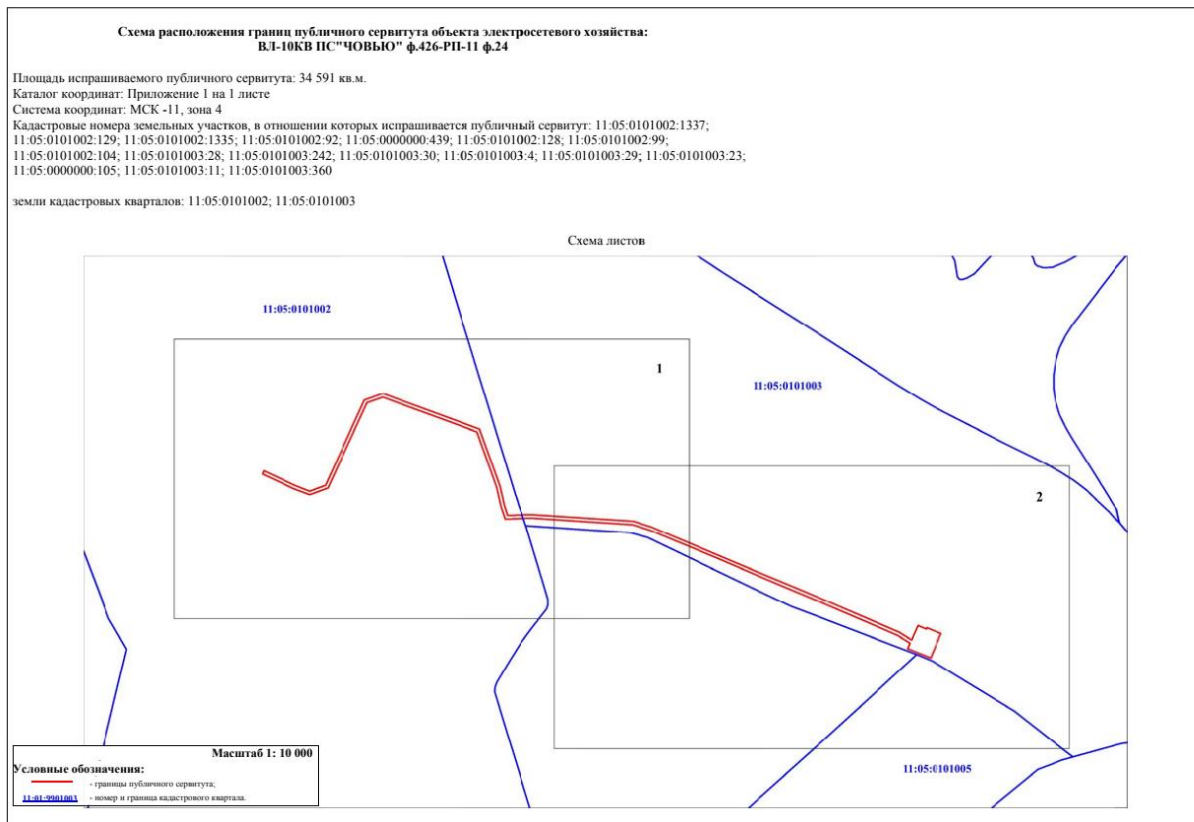 Схема расположения границ публичного сервитута объекта электросетевого хозяйства:
ВЛ-10КВ ПС"ЧОВЬЮ" ф.426-РП-11 ф.24
Площадь испрашиваемого публичного сервитута: 34 591 кв.м.
Каталог координат: Приложение 1 на 1 листе
Система координат: МСК -11, зона 4
Кадастровые номера земельных участков, в отношении которых испрашивается публичный сервитут: 11:05:0101002:1337;
11:05:0101002:129; 11:05:0101002:1335; 11:05:0101002:92; 11:05:0000000:439; 11:05:0101002:128; 11:05:0101002:99;
11:05:0101002:104; 11:05:0101003:28; 11:05:0101003:242; 11:05:0101003:30; 11:05:0101003:4; 11:05:0101003:29; 11:05:0101003:23;
11:05:0000000:105; 11:05:0101003:11; 11:05:0101003:360
земли кадастровых кварталов: 11:05:0101002; 11:05:0101003
Схема листов
11:05:0101002
1
11:05:0101003
2
11:05:0101005
Масштаб 1: 10 000
Условные обозначения:
- границы публичного сервитута;
11:01:9901003 - номер и граница кадастрового квартала.